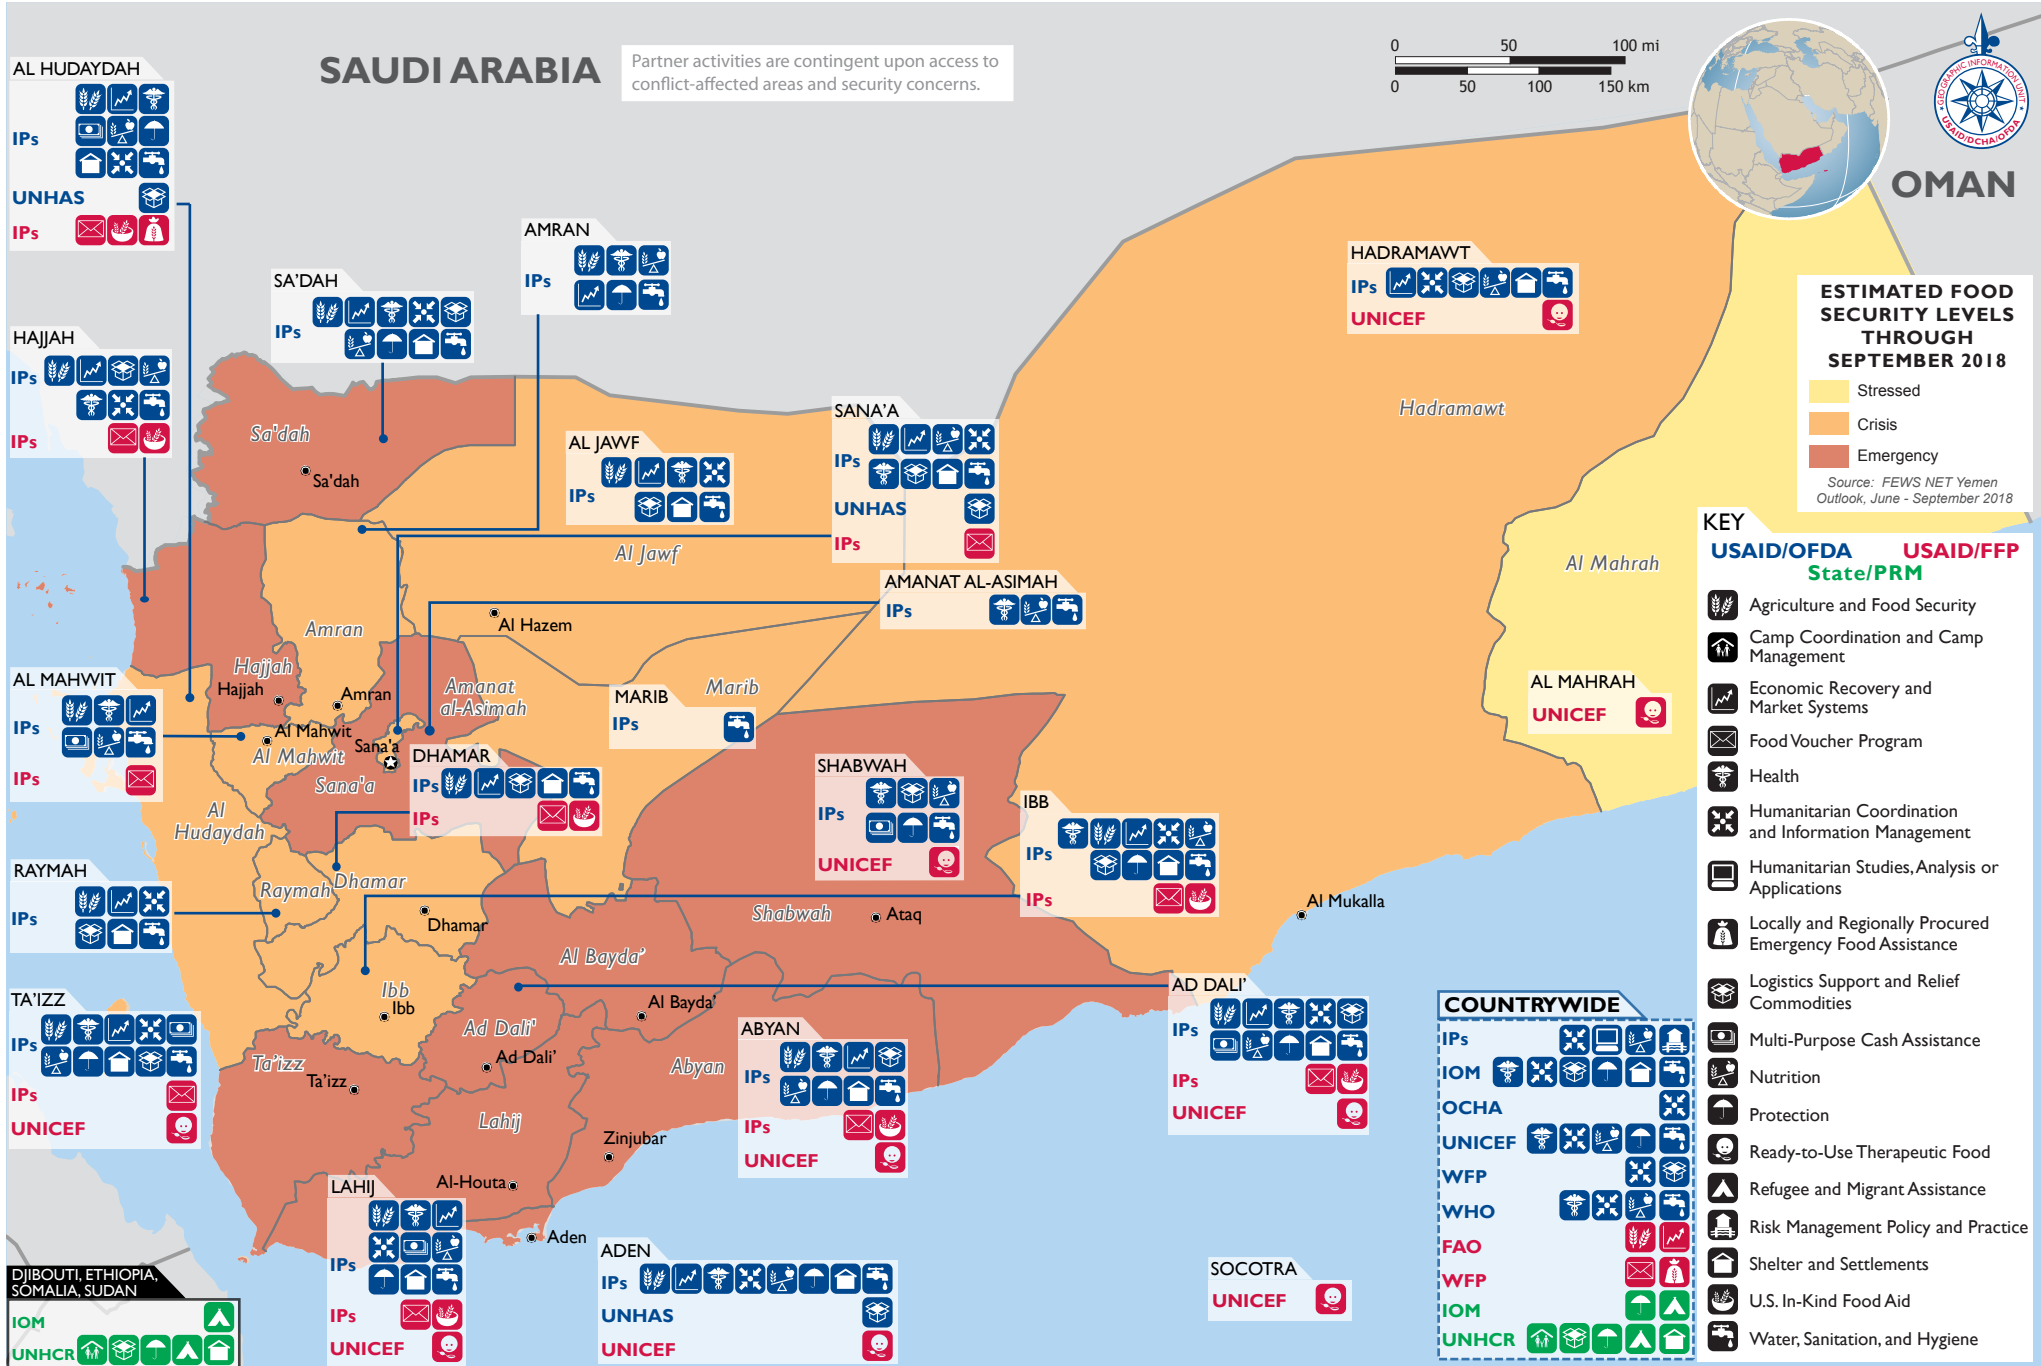 SAUDI ARABIA
Partner activities are contingent upon access to
conflict-affected areas and security concerns.
0 50 100 mi
0 50 100 150 km
GEOGRAPHIC INFORMATION UNIT
USAID/DCHA/OFDA
OMAN
AL HUDAYDAH
IPs
UNHAS
IPs
AMRAN
IPs
SA'DAH
IPs
HAJJAH
IPs
IPs
HADRAMAWT
IPs
UNICEF
ESTIMATED FOOD
SECURITY LEVELS
THROUGH
SEPTEMBER 2018
Stressed
Crisis
Emergency
Source: FEWS NET Yemen
Outlook, June - September 2018
SANA'A
IPs
UNHAS
IPs
AL JAWF
IPs
AMANAT AL-ASIMAH
IPs
AL MAHWIT
IPs
IPs
MARIB
IPs
AL MAHRAH
UNICEF
DHAMAR
IPs
IPs
SHABWAH
IPs
UNICEF
IBB
IPs
IPs
RAYMAH
IPs
TA'IZZ
IPs
IPs
UNICEF
ABYAN
IPs
IPs
UNICEF
AD DALI'
IPs
IPs
UNICEF
LAHIJ
IPs
IPs
UNICEF
ADEN
IPs
UNHAS
UNICEF
SOCOTRA
UNICEF
DJIBOUTI, ETHIOPIA,
SOMALIA, SUDAN
IOM
UNHCR
Sa'dah
Sa'dah
Hadramawt
Al Jawf
Al Mahrah
Al Hazem
Amran
Hajjah
Hajjah
Amran
Amanat
al-Asimah
Marib
Al Mahwit
Al Mahwit
Sana'a
Sana'a
Al
Hudaydah
Raymah
Dhamar
Dhamar
Shabwah
Ataq
Al Mukalla
Al Bayda'
Al Bayda'
Ibb
Ibb
Ad Dali'
Ad Dali'
Abyan
Ta'izz
Ta'izz
Lahij
Zinjubar
Al-Houta
Aden
COUNTRYWIDE
IPs
IOM
OCHA
UNICEF
WFP
WHO
FAO
WFP
IOM
UNHCR
KEY
USAID/OFDA USAID/FFP
State/PRM
Agriculture and Food Security
Camp Coordination and Camp
Management
Economic Recovery and
Market Systems
Food Voucher Program
Health
Humanitarian Coordination
and Information Management
Humanitarian Studies, Analysis or
Applications
Locally and Regionally Procured
Emergency Food Assistance
Logistics Support and Relief
Commodities
Multi-Purpose Cash Assistance
Nutrition
Protection
Ready-to-Use Therapeutic Food
Refugee and Migrant Assistance
Risk Management Policy and Practice
Shelter and Settlements
U.S. In-Kind Food Aid
Water, Sanitation, and Hygiene